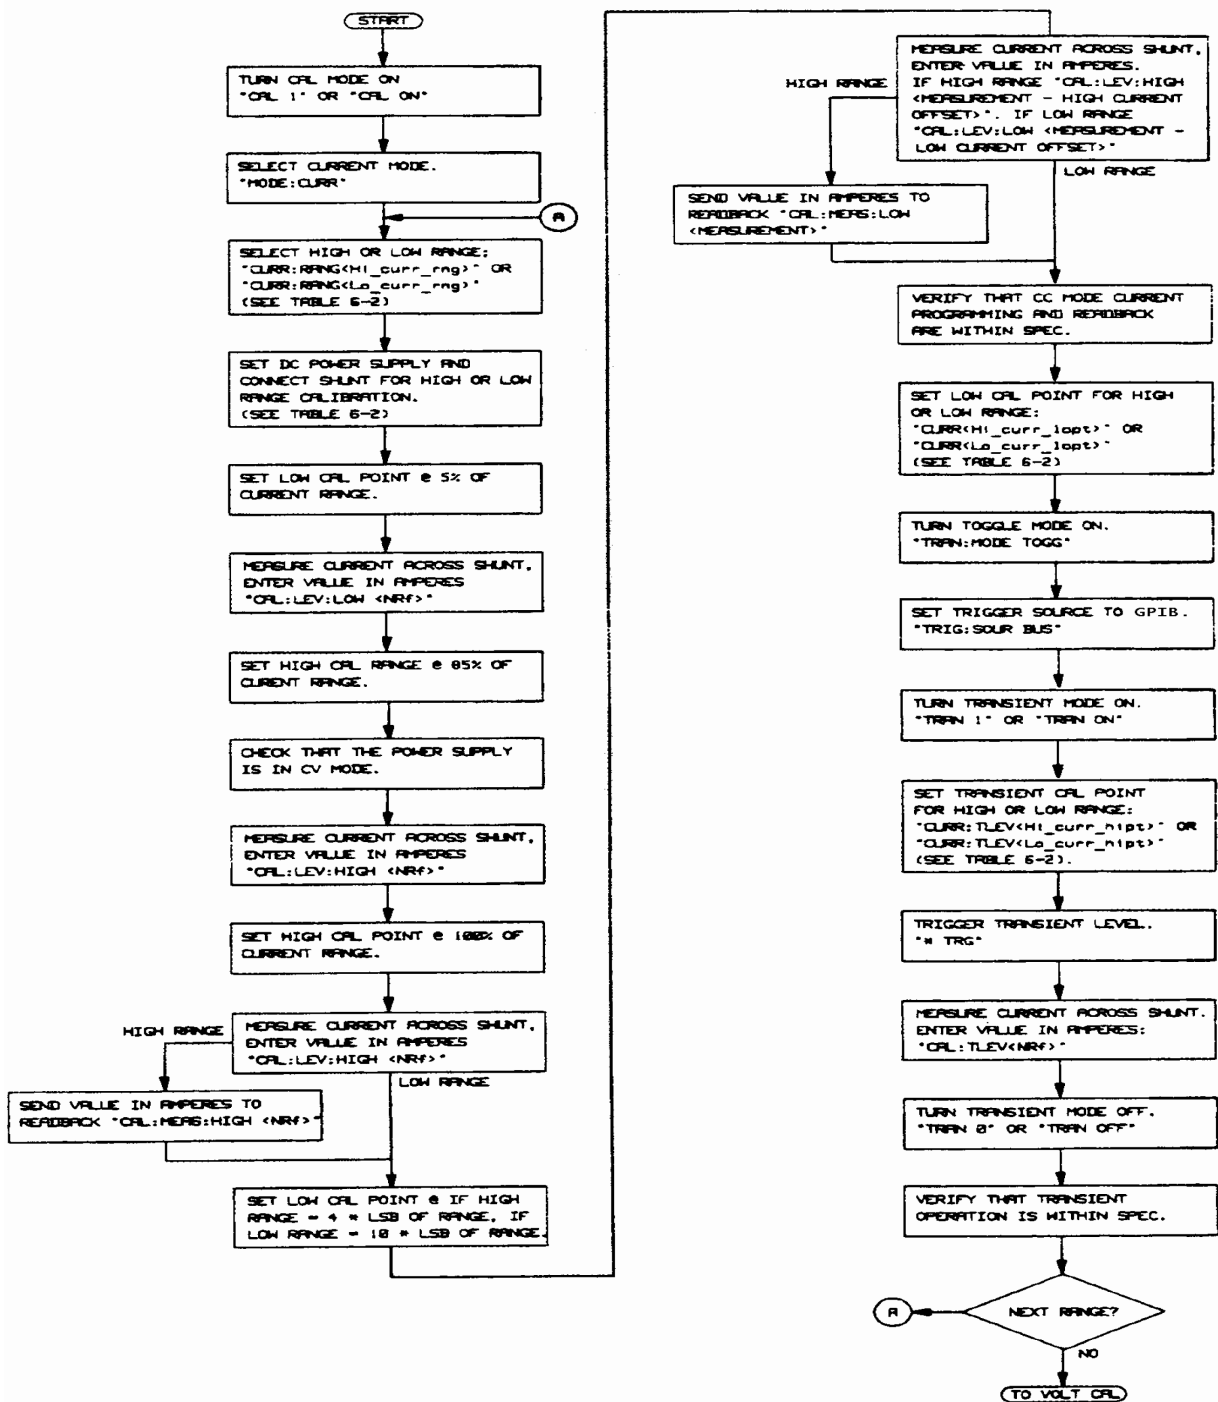 START
TURN CAL MODE ON
"CAL 1" OR "CAL ON"
SELECT CURRENT MODE.
"MODE:CURR"
A
SELECT HIGH OR LOW RANGE:
"CURR:RANG<Hi_curr_rng>" OR
"CURR:RANG<Lo_curr_rng>"
(SEE TABLE 6-2)
SET DC POWER SUPPLY AND
CONNECT SHUNT FOR HIGH OR LOW
RANGE CALIBRATION.
(SEE TABLE 6-2)
SET LOW CAL POINT @ 5% OF
CURRENT RANGE.
MEASURE CURRENT ACROSS SHUNT,
ENTER VALUE IN AMPERES
"CAL:LEV:LOW <NRf>"
SET HIGH CAL RANGE @ 85% OF
CURENT RANGE.
CHECK THAT THE POWER SUPPLY
IS IN CV MODE.
MEASURE CURRENT ACROSS SHUNT,
ENTER VALUE IN AMPERES
"CAL:LEV:HIGH <NRf>"
SET HIGH CAL POINT @ 100% OF
CURRENT RANGE.
HIGH RANGE
MEASURE CURRENT ACROSS SHUNT,
ENTER VALUE IN AMPERES
"CAL:LEV:HIGH <NRf>"
LOW RANGE
SEND VALUE IN AMPERES TO
READBACK "CAL:MEAS:HIGH <NRf>"
SET LOW CAL POINT @ IF HIGH
RANGE = 4 * LSB OF RANGE, IF
LOW RANGE = 10 * LSB OF RANGE.
MEASURE CURRENT ACROSS SHUNT,
ENTER VALUE IN AMPERES.
IF HIGH RANGE "CAL:LEV:HIGH
<MEASUREMENT - HIGH CURRENT
OFFSET>". IF LOW RANGE
"CAL:LEV:LOW <MEASUREMENT -
LOW CURRENT OFFSET>"
HIGH RANGE
LOW RANGE
SEND VALUE IN AMPERES TO
READBACK "CAL:MEAS:LOW
<MEASUREMENT>"
VERIFY THAT CC MODE CURRENT
PROGRAMMING AND READBACK
ARE WITHIN SPEC.
SET LOW CAL POINT FOR HIGH
OR LOW RANGE:
"CURR<Hi_curr_lopt>" OR
"CURR<Lo_curr_lopt>"
(SEE TABLE 6-2)
TURN TOGGLE MODE ON.
"TRAN:MODE TOGG"
SET TRIGGER SOURCE TO GPIB.
"TRIG:SOUR BUS"
TURN TRANSIENT MODE ON.
"TRAN 1" OR "TRAN ON"
SET TRANSIENT CAL POINT
FOR HIGH OR LOW RANGE:
"CURR:TLEV<Hi_curr_hipt>" OR
"CURR:TLEV<Lo_curr_hipt>"
(SEE TABLE 6-2).
TRIGGER TRANSIENT LEVEL.
"* TRG"
MEASURE CURRENT ACROSS SHUNT.
ENTER VALUE IN AMPERES:
"CAL:TLEV<NRf>"
TURN TRANSIENT MODE OFF.
"TRAN 0" OR "TRAN OFF"
VERIFY THAT TRANSIENT
OPERATION IS WITHIN SPEC.
NEXT RANGE?
A
NO
TO VOLT CAL